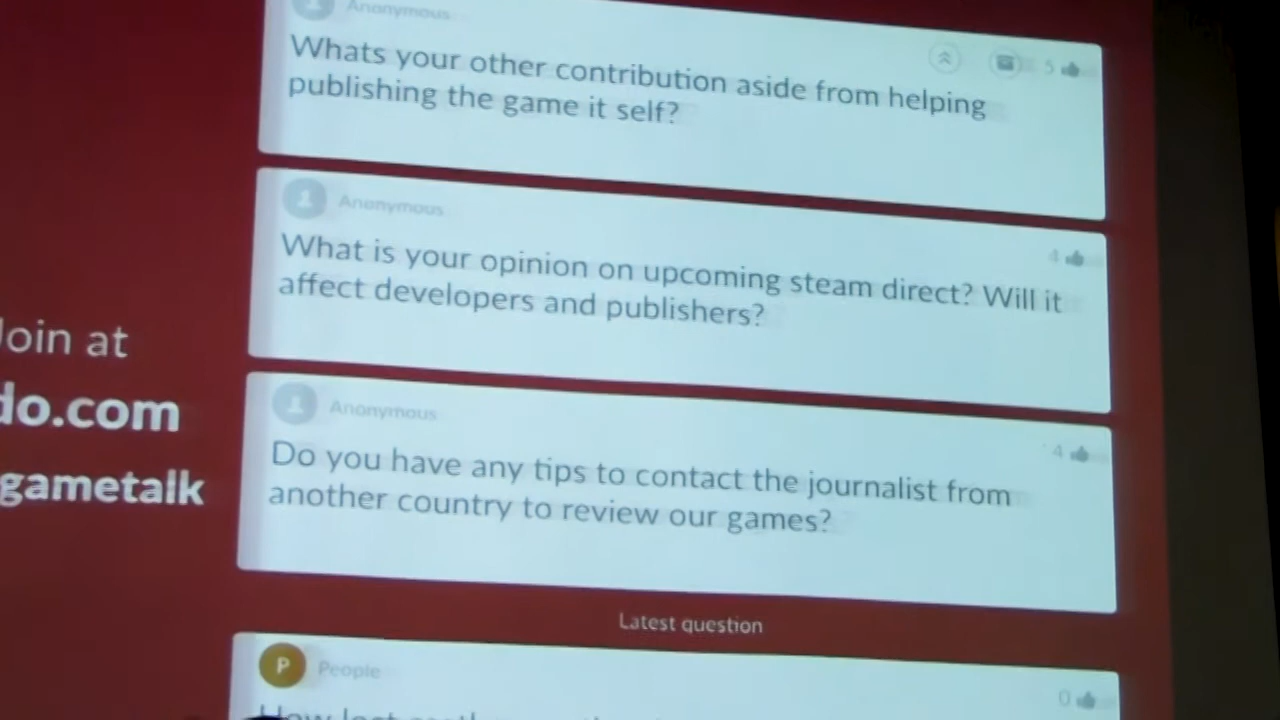 Anonymous
5
Whats your other contribution aside from helping
publishing the game it self?
Anonymous
4
What is your opinion on upcoming steam direct? Will it
affect developers and publishers?
Join at
do.com
gametalk
Anonymous
4
Do you have any tips to contact the journalist from
another country to review our games?
Latest question
P
People
0
How